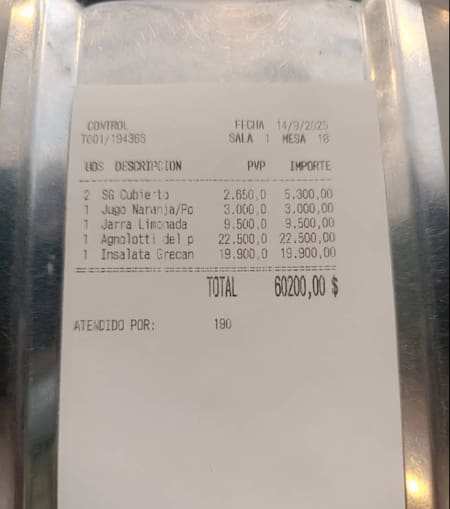 CONTROL FECHA 14/9/2025
T001/194365 SALA 1 MESA 18
UDS DESCRIPCION PVP IMPORTE
2 SG Cubierto 2.650,0 5.300,00
1 Jugo Naranja/Po 3.000,0 3.000,00
1 Jarra Limonada 9.500,0 9.500,00
1 Agnolotti del p 22.500,0 22.500,00
1 Insalata Grecan 19.900,0 19.900,00
TOTAL 60200,00 $
ATENDIDO POR: 190